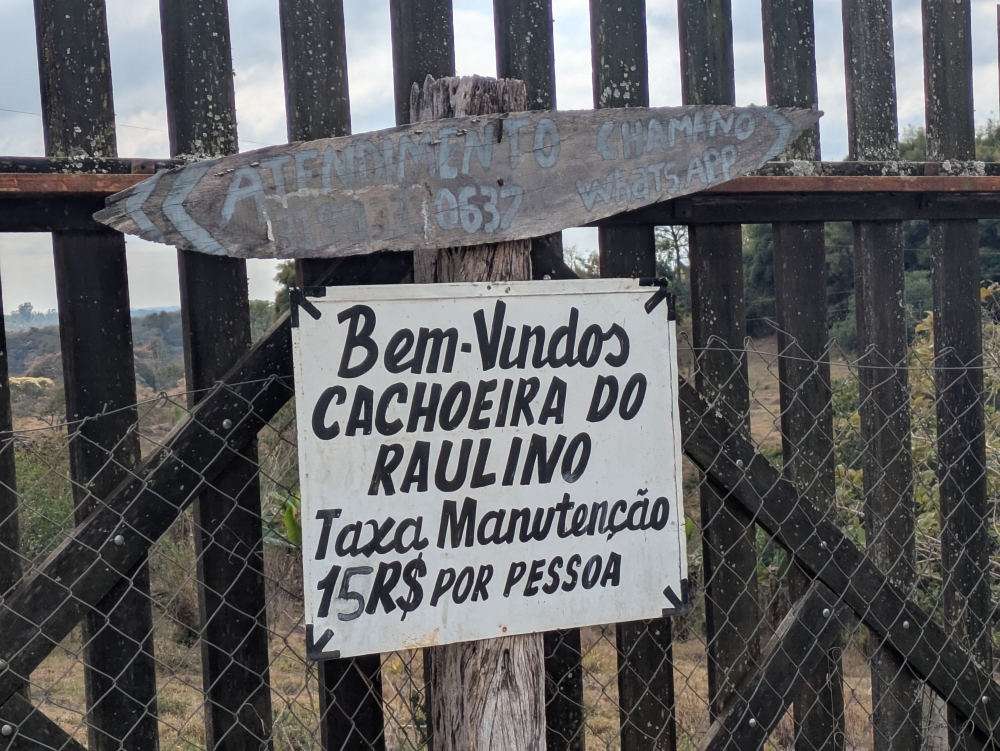 ATENDIMENTO CHAMANO
0637 WHATSAPP
Bem-Vindos
CACHOEIRA DO
RAULINO
Taxa Manutenção
15R$ POR PESSOA